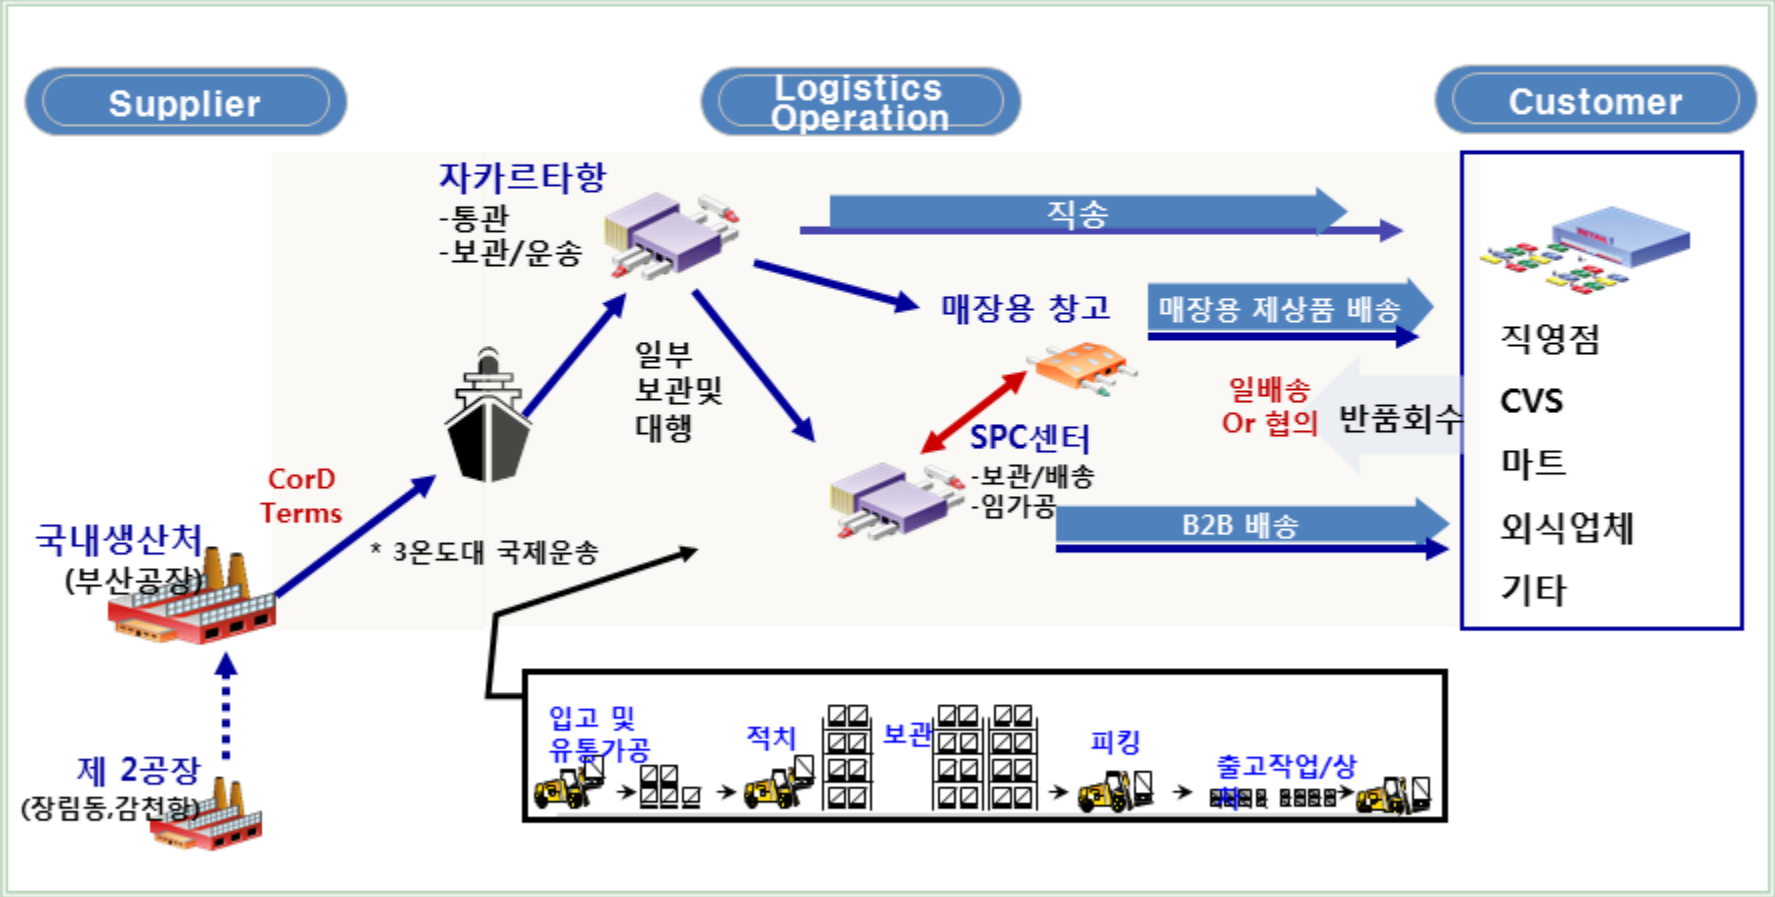 Supplier
Logistics
Operation
Customer
자카르타항
-통관
-보관/운송
직송
매장용 창고
매장용 제상품 배송
일부
보관및
대행
일배송
Or 협의
반품회수
SPC센터
-보관/배송
-임가공
B2B 배송
CorD
Terms
* 3온도대 국제운송
국내생산처
(부산공장)
제 2공장
(장림동,감천항)
RETAIL
직영점
CVS
마트
외식업체
기타
입고 및
유통가공
적치
보관
피킹
출고작업/상
차